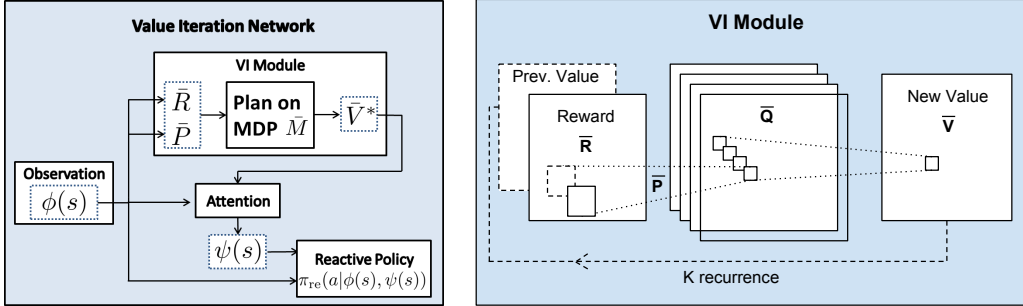 Value Iteration Network
VI Module
R̄
P̄
Plan on
MDP M̄
V̄*
Observation
ϕ(s)
Attention
ψ(s)
Reactive Policy
π_re(a|ϕ(s), ψ(s))
VI Module
Prev. Value
Reward
R̄
P̄
Q̄
New Value
V̄
K recurrence